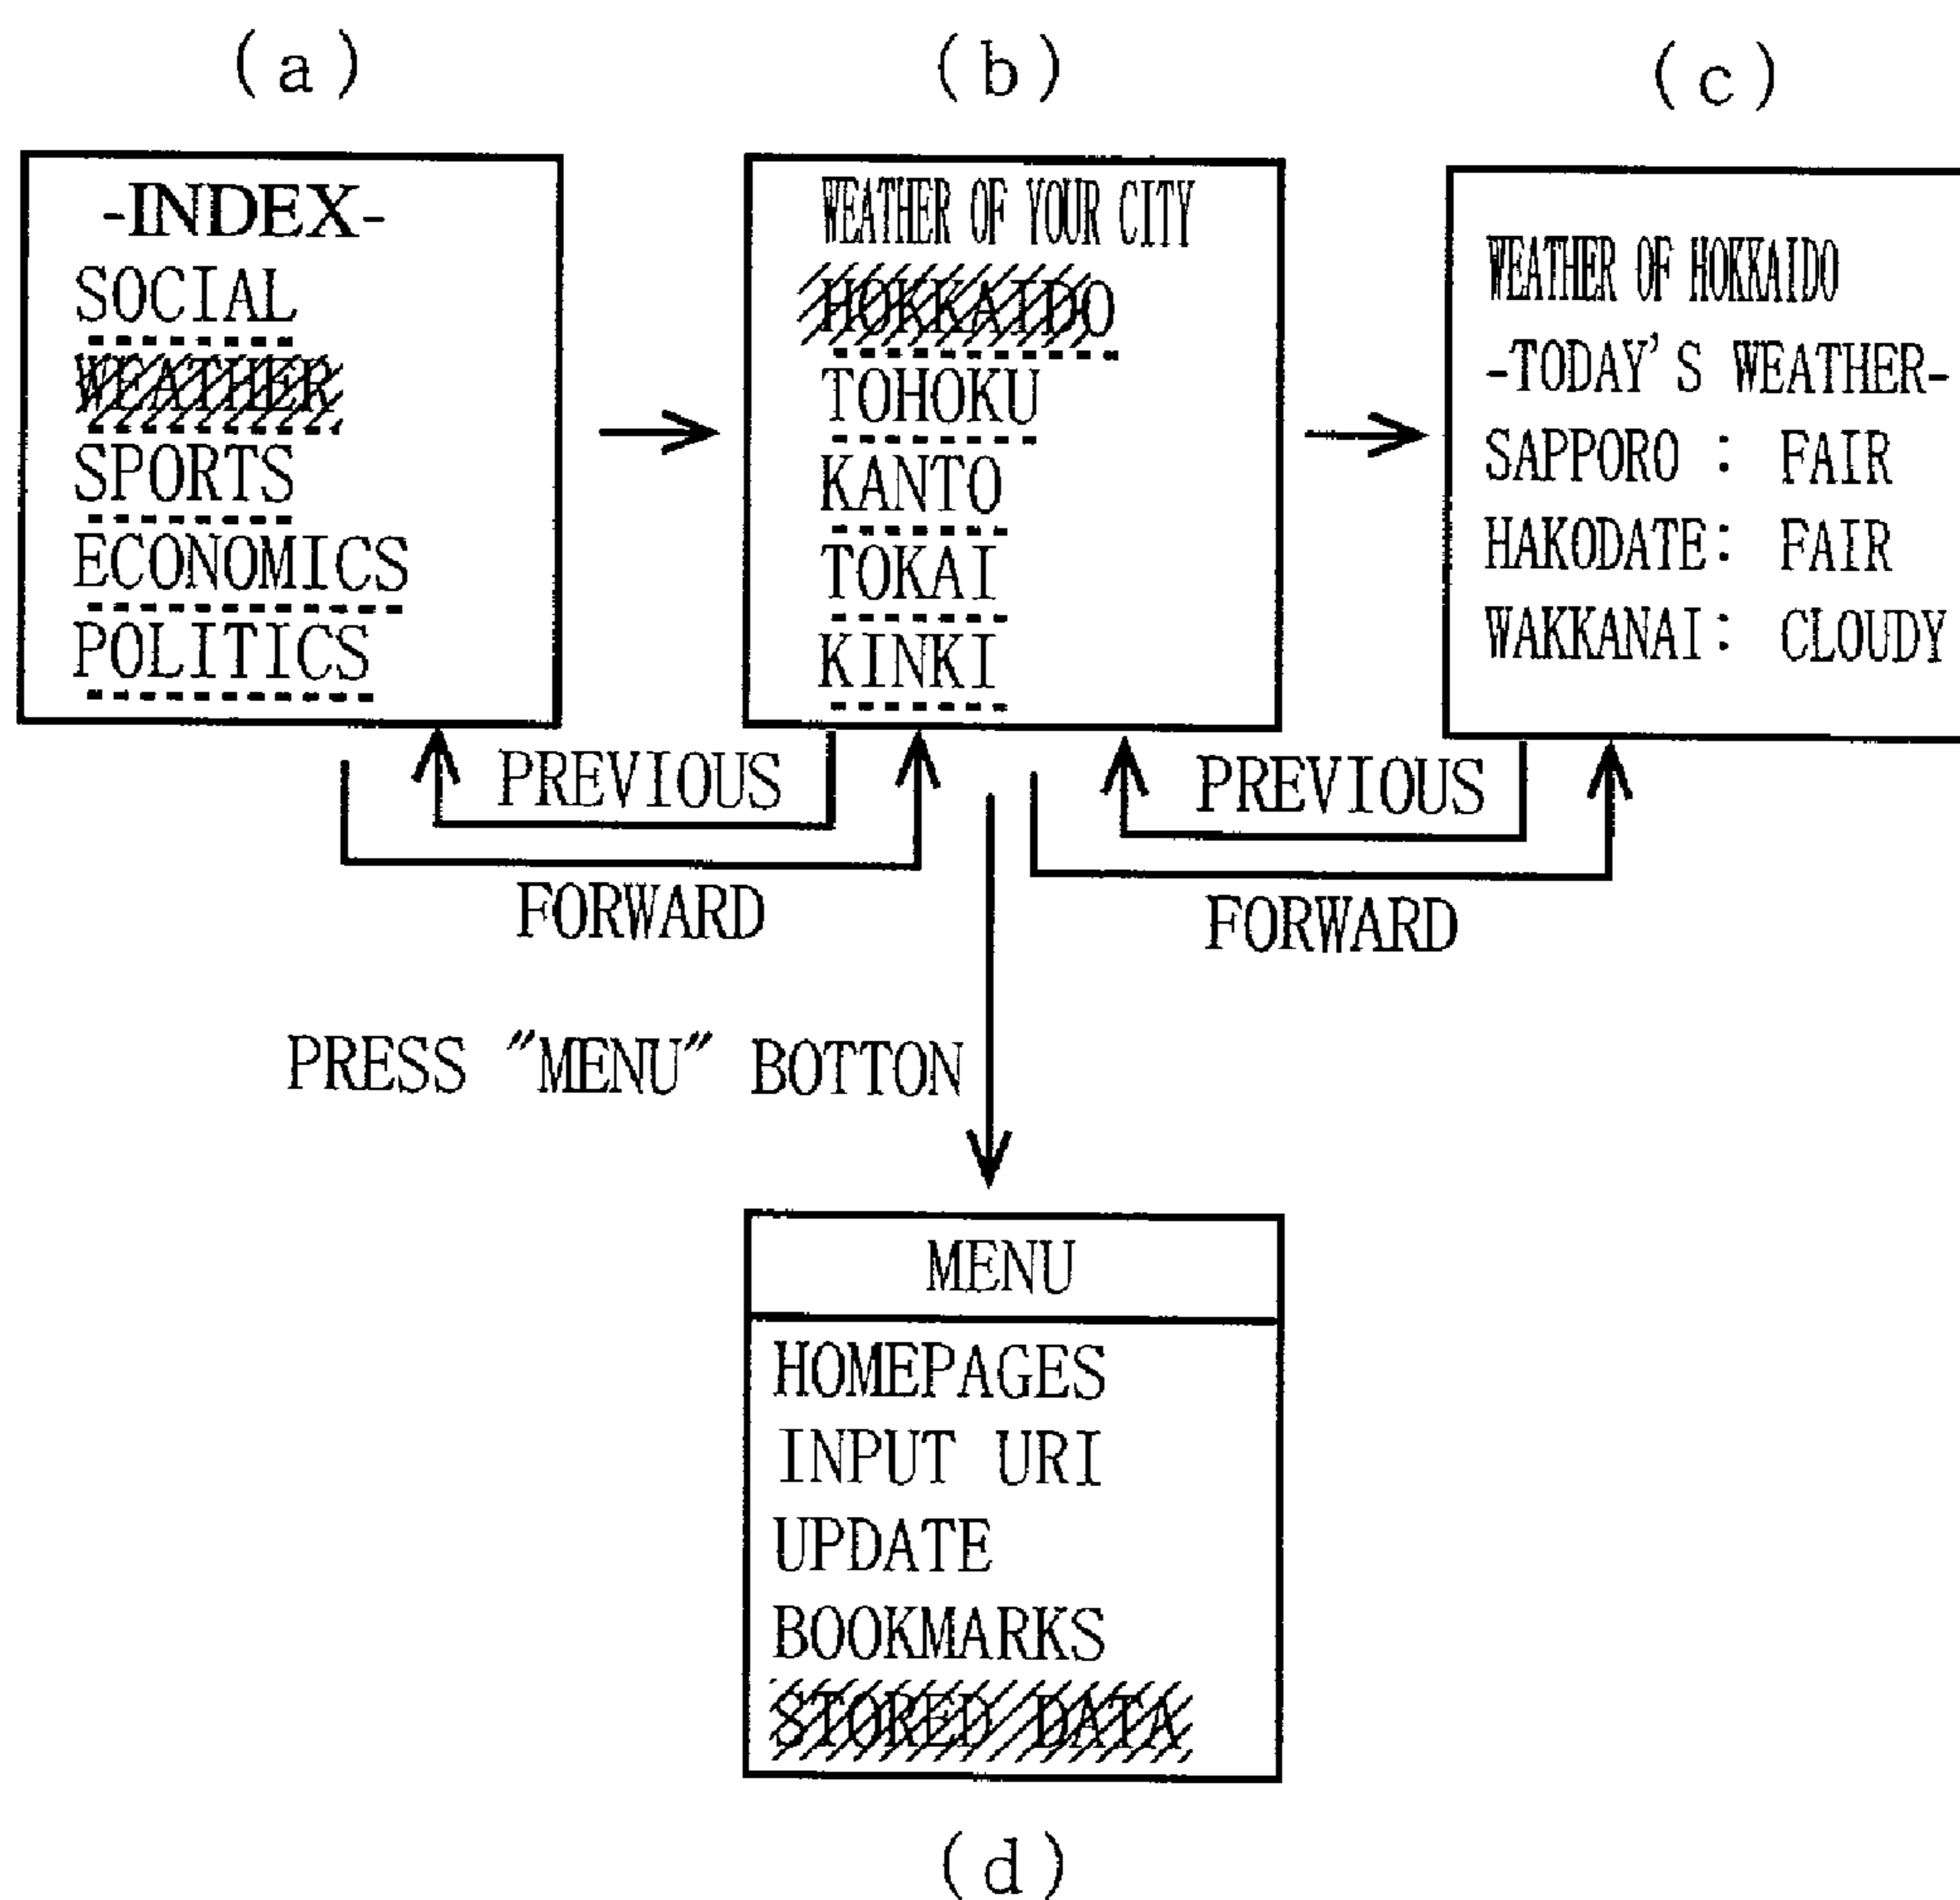 (a)
-INDEX-
SOCIAL
WEATHER
SPORTS
ECONOMICS
POLITICS
(b)
WEATHER OF YOUR CITY
HOKKAIDO
TOHOKU
KANTO
TOKAI
KINKI
(c)
WEATHER OF HOKKAIDO
-TODAY'S WEATHER-
SAPPORO : FAIR
HAKODATE: FAIR
WAKKANAI: CLOUDY
PREVIOUS
FORWARD
PREVIOUS
FORWARD
PRESS "MENU" BOTTON
MENU
HOMEPAGES
INPUT URI
UPDATE
BOOKMARKS
STORED DATA
(d)